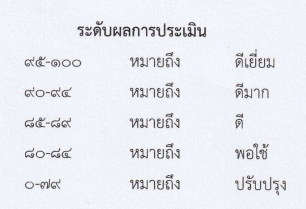 ระดับผลการประเมิน
๙๕-๑๐๐ หมายถึง ดีเยี่ยม
๙๐-๙๔ หมายถึง ดีมาก
๘๕-๘๙ หมายถึง ดี
๘๐-๘๔ หมายถึง พอใช้
๐-๗๙ หมายถึง ปรับปรุง